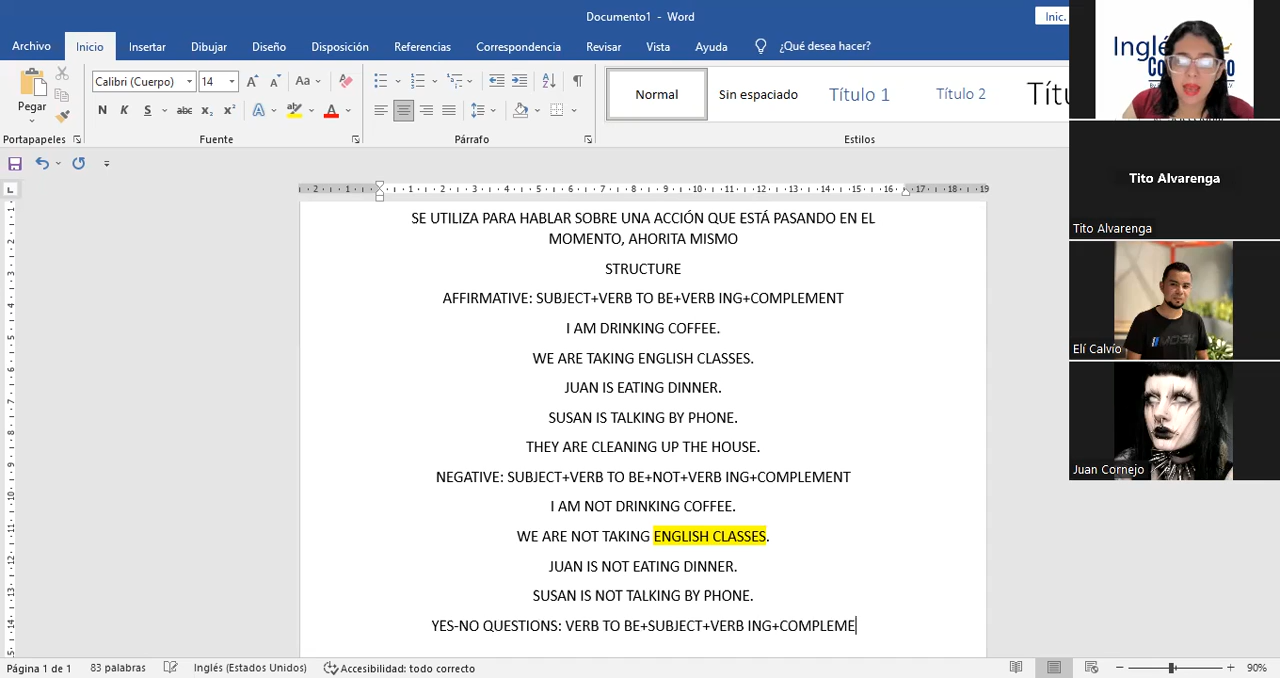 Documento1 - Word
Inic.
Archivo Inicio Insertar Dibujar Diseño Disposición Referencias Correspondencia Revisar Vista Ayuda ¿Qué desea hacer?
Pegar
Calibri (Cuerpo) 14
Normal Sin espaciado Título 1 Título 2
Portapapeles Fuente Párrafo Estilos
SE UTILIZA PARA HABLAR SOBRE UNA ACCIÓN QUE ESTÁ PASANDO EN EL
MOMENTO, AHORITA MISMO
STRUCTURE
AFFIRMATIVE: SUBJECT+VERB TO BE+VERB ING+COMPLEMENT
I AM DRINKING COFFEE.
WE ARE TAKING ENGLISH CLASSES.
JUAN IS EATING DINNER.
SUSAN IS TALKING BY PHONE.
THEY ARE CLEANING UP THE HOUSE.
NEGATIVE: SUBJECT+VERB TO BE+NOT+VERB ING+COMPLEMENT
I AM NOT DRINKING COFFEE.
WE ARE NOT TAKING ENGLISH CLASSES.
JUAN IS NOT EATING DINNER.
SUSAN IS NOT TALKING BY PHONE.
YES-NO QUESTIONS: VERB TO BE+SUBJECT+VERB ING+COMPLEME
Tito Alvarenga
Tito Alvarenga
Elí Calvío
Juan Cornejo
Página 1 de 1 83 palabras Inglés (Estados Unidos) Accesibilidad: todo correcto 90%